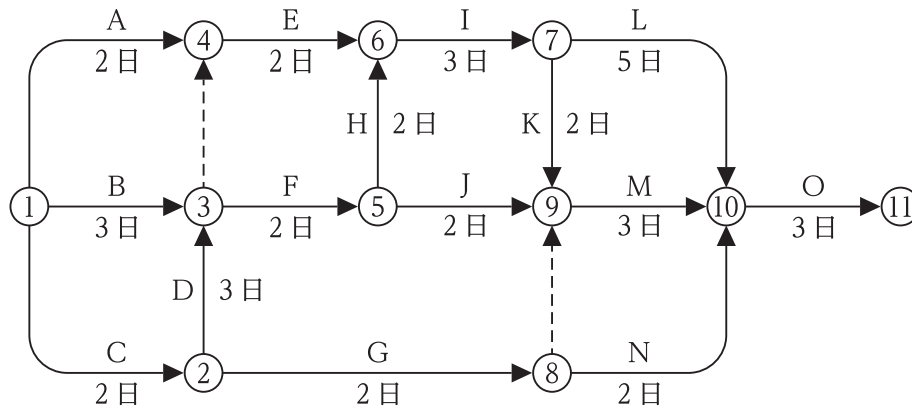 A E I L
④ ⑥ ⑦
2日 2日 3日 5日
H 2日 K 2日
B F J M O
① ③ ⑤ ⑨ ⑩ ⑪
3日 2日 2日 3日 3日
D 3日
C G N
② ⑧
2日 2日 2日